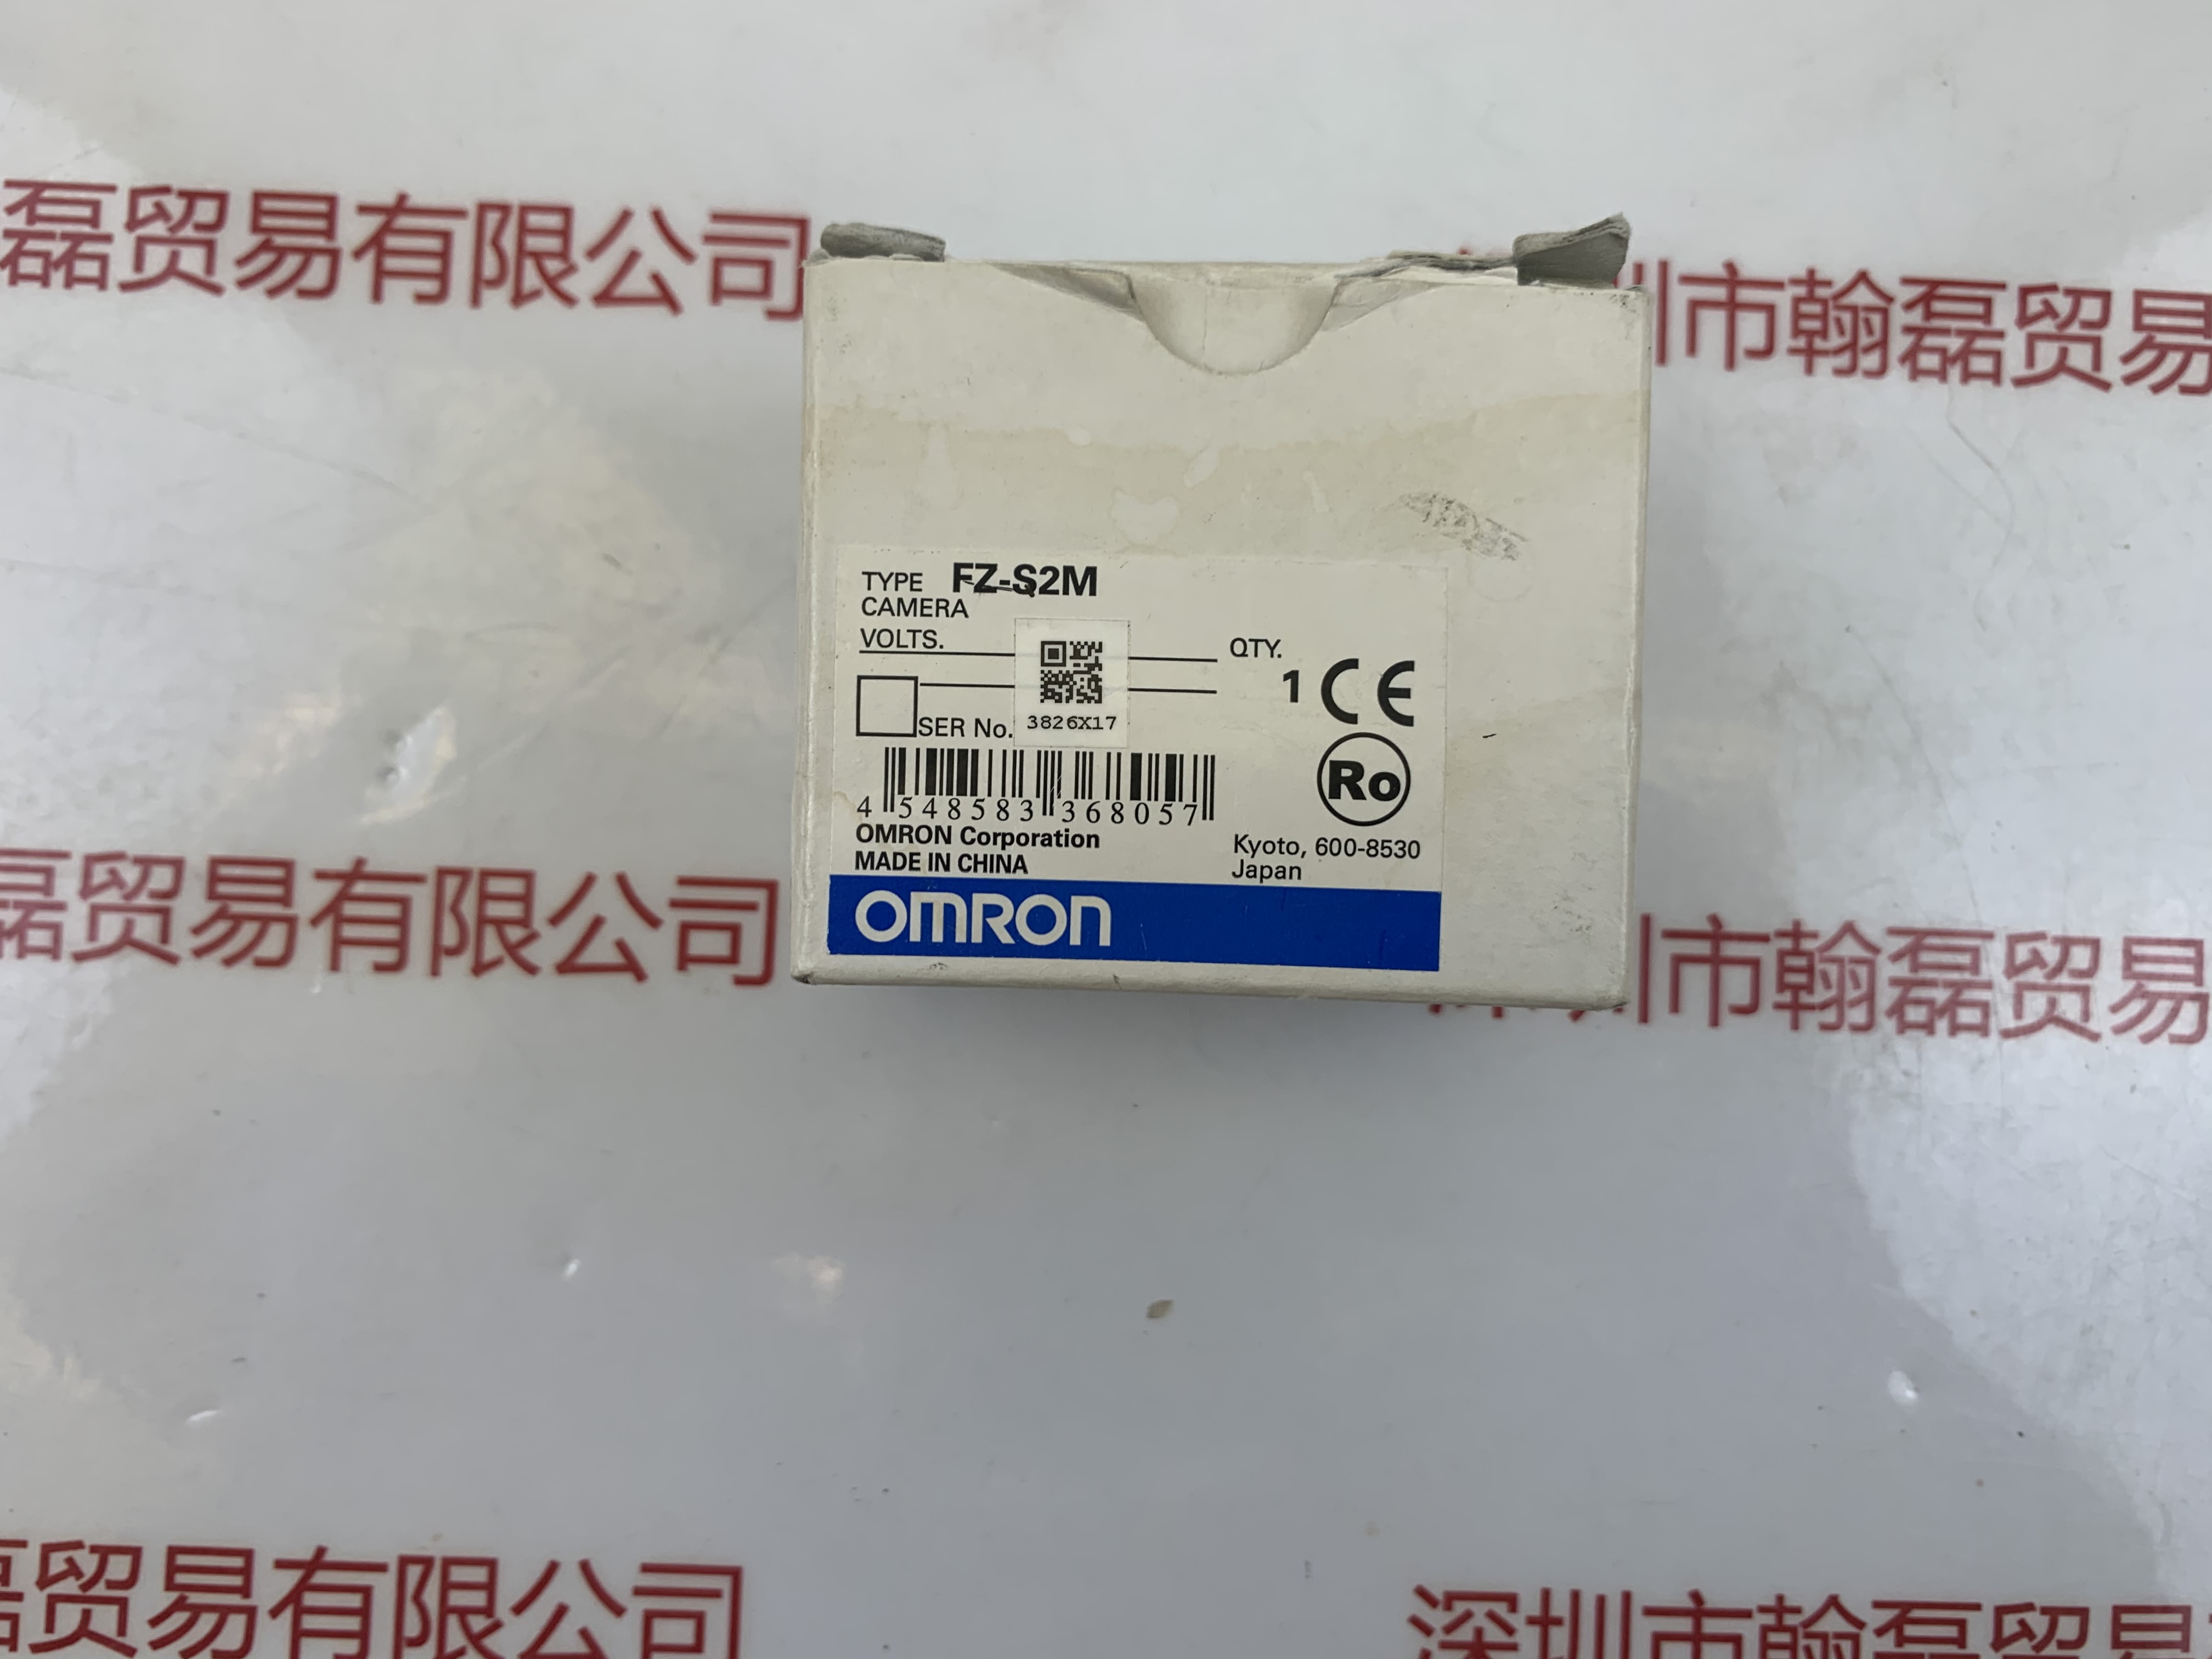 磊贸易有限公司
圳市翰磊贸易
TYPE FZ-S2M
CAMERA
VOLTS.
QTY.
1 CE
SER No. 3826X17
4 548583 368057
Ro
OMRON Corporation
MADE IN CHINA
Kyoto, 600-8530
Japan
OMRON
磊贸易有限公司
深圳市翰磊贸易
磊贸易有限公司
深圳市翰磊贸易